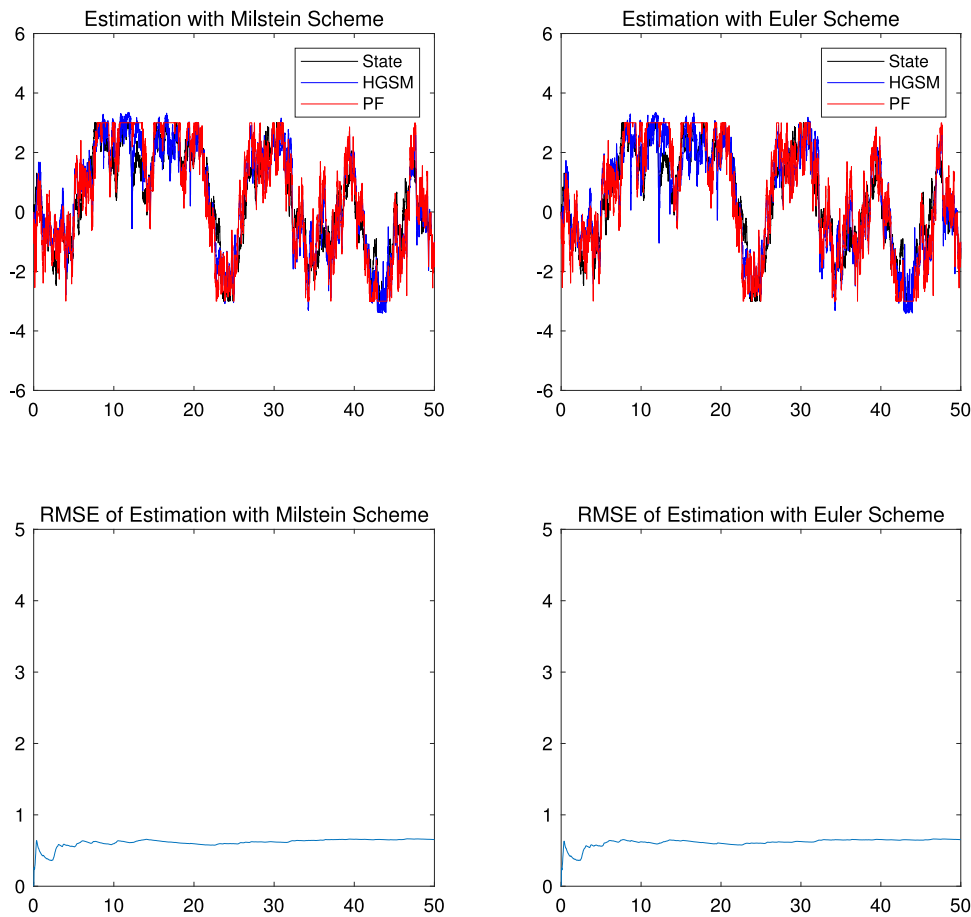 Estimation with Milstein Scheme
6
4
2
0
-2
-4
-6
0 10 20 30 40 50
State
HGSM
PF
Estimation with Euler Scheme
6
4
2
0
-2
-4
-6
0 10 20 30 40 50
State
HGSM
PF
RMSE of Estimation with Milstein Scheme
5
4
3
2
1
0
0 10 20 30 40 50
RMSE of Estimation with Euler Scheme
5
4
3
2
1
0
0 10 20 30 40 50